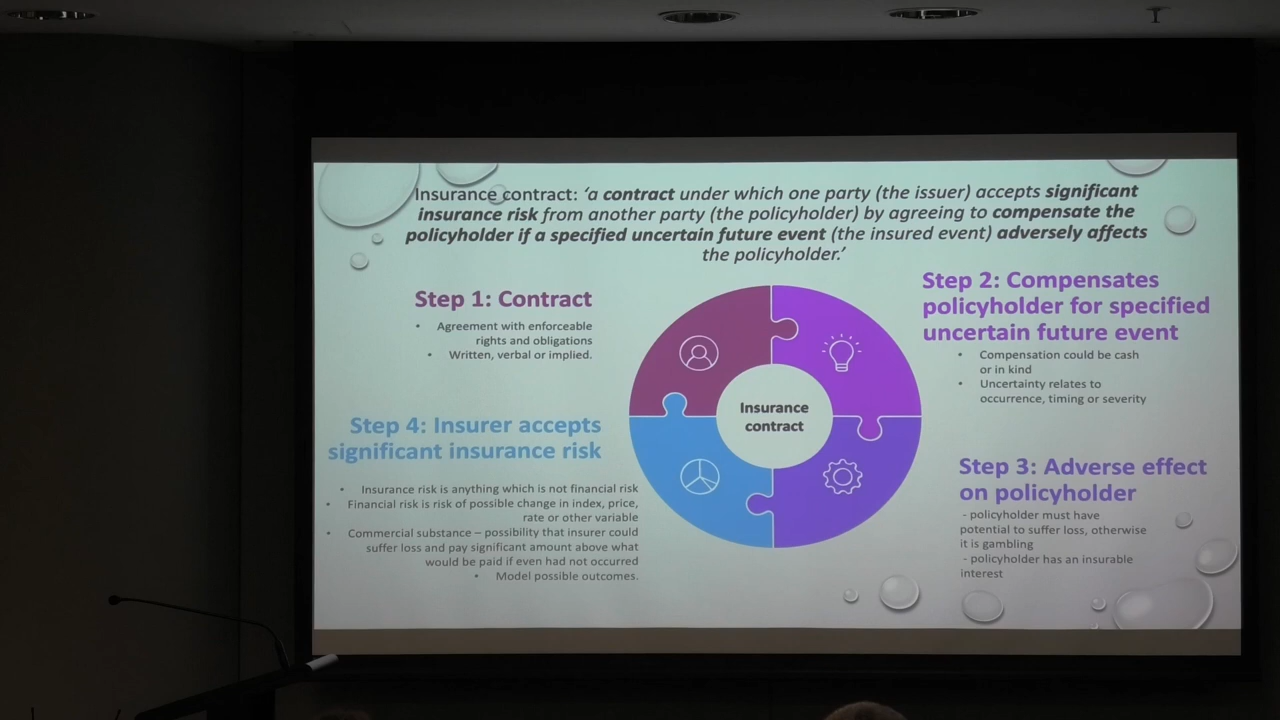 Insurance contract: ‘a contract under which one party (the issuer) accepts significant
insurance risk from another party (the policyholder) by agreeing to compensate the
policyholder if a specified uncertain future event (the insured event) adversely affects
the policyholder.’
Step 1: Contract
• Agreement with enforceable
rights and obligations
• Written, verbal or implied.
Step 2: Compensates
policyholder for specified
uncertain future event
• Compensation could be cash
or in kind
• Uncertainty relates to
occurrence, timing or severity
Insurance
contract
Step 3: Adverse effect
on policyholder
- policyholder must have
potential to suffer loss, otherwise
it is gambling
- policyholder has an insurable
interest
Step 4: Insurer accepts
significant insurance risk
• Insurance risk is anything which is not financial risk
• Financial risk is risk of possible change in index, price,
rate or other variable
• Commercial substance – possibility that insurer could
suffer loss and pay significant amount above what
would be paid if even had not occurred
• Model possible outcomes.